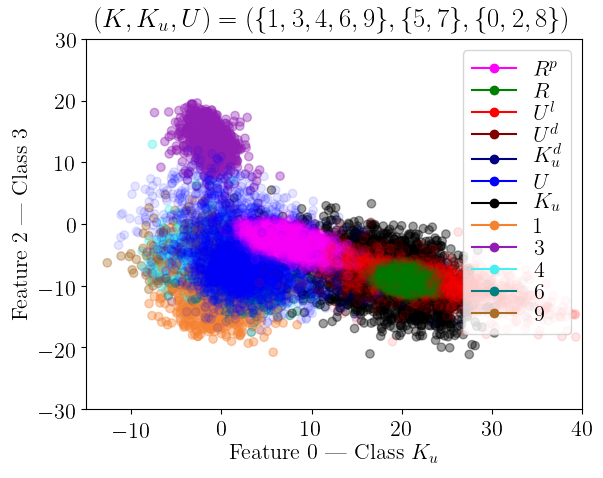 (K, K_u, U) = ({1, 3, 4, 6, 9}, {5, 7}, {0, 2, 8})
30
20
10
0
−10
−20
−30
Feature 2 — Class 3
R^p
R
U^l
U^d
K_u^d
U
K_u
1
3
4
6
9
−10
0
10
20
30
40
Feature 0 — Class K_u